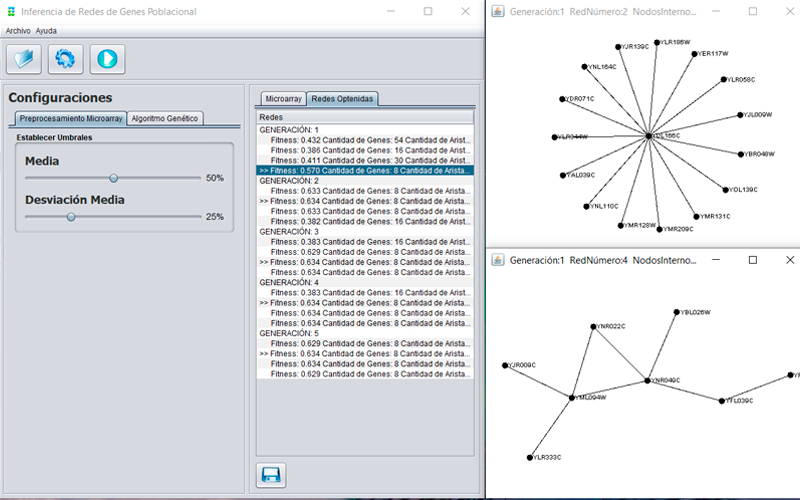 Inferencia de Redes de Genes Poblacional
Archivo Ayuda
Configuraciones
Preprocesamiento Microarray Algoritmo Genético
Establecer Umbrales
Media
50%
Desviación Media
25%
Microarray Redes Optenidas
Redes
GENERACIÓN: 1
Fitness: 0.432 Cantidad de Genes: 54 Cantidad de Arist...
Fitness: 0.386 Cantidad de Genes: 16 Cantidad de Arist...
Fitness: 0.411 Cantidad de Genes: 30 Cantidad de Arist...
>> Fitness: 0.570 Cantidad de Genes: 8 Cantidad de Arista...
GENERACIÓN: 2
Fitness: 0.633 Cantidad de Genes: 8 Cantidad de Arista...
>> Fitness: 0.634 Cantidad de Genes: 8 Cantidad de Arista...
Fitness: 0.633 Cantidad de Genes: 8 Cantidad de Arista...
Fitness: 0.382 Cantidad de Genes: 16 Cantidad de Arist...
GENERACIÓN: 3
Fitness: 0.383 Cantidad de Genes: 16 Cantidad de Arist...
Fitness: 0.629 Cantidad de Genes: 8 Cantidad de Arista...
>> Fitness: 0.634 Cantidad de Genes: 8 Cantidad de Arista...
Fitness: 0.634 Cantidad de Genes: 8 Cantidad de Arista...
GENERACIÓN: 4
Fitness: 0.383 Cantidad de Genes: 16 Cantidad de Arist...
>> Fitness: 0.634 Cantidad de Genes: 8 Cantidad de Arista...
Fitness: 0.634 Cantidad de Genes: 8 Cantidad de Arista...
Fitness: 0.634 Cantidad de Genes: 8 Cantidad de Arista...
GENERACIÓN: 5
Fitness: 0.629 Cantidad de Genes: 8 Cantidad de Arista...
>> Fitness: 0.634 Cantidad de Genes: 8 Cantidad de Arista...
Fitness: 0.634 Cantidad de Genes: 8 Cantidad de Arista...
Fitness: 0.629 Cantidad de Genes: 8 Cantidad de Arista...
Generación:1 RedNúmero:2 NodosInterno...
YLR186W
YJR139C
YER117W
YNL164C
YLR058C
YDR071C
YJL009W
YLR044W
YBR048W
YAL039C
YOL139C
YNL110C
YMR131C
YMR128W
YMR209C
Generación:1 RedNúmero:4 NodosInterno...
YBL026W
YNR022C
YJR009C
YNR049C
YML094W
YFL039C
YLR333C